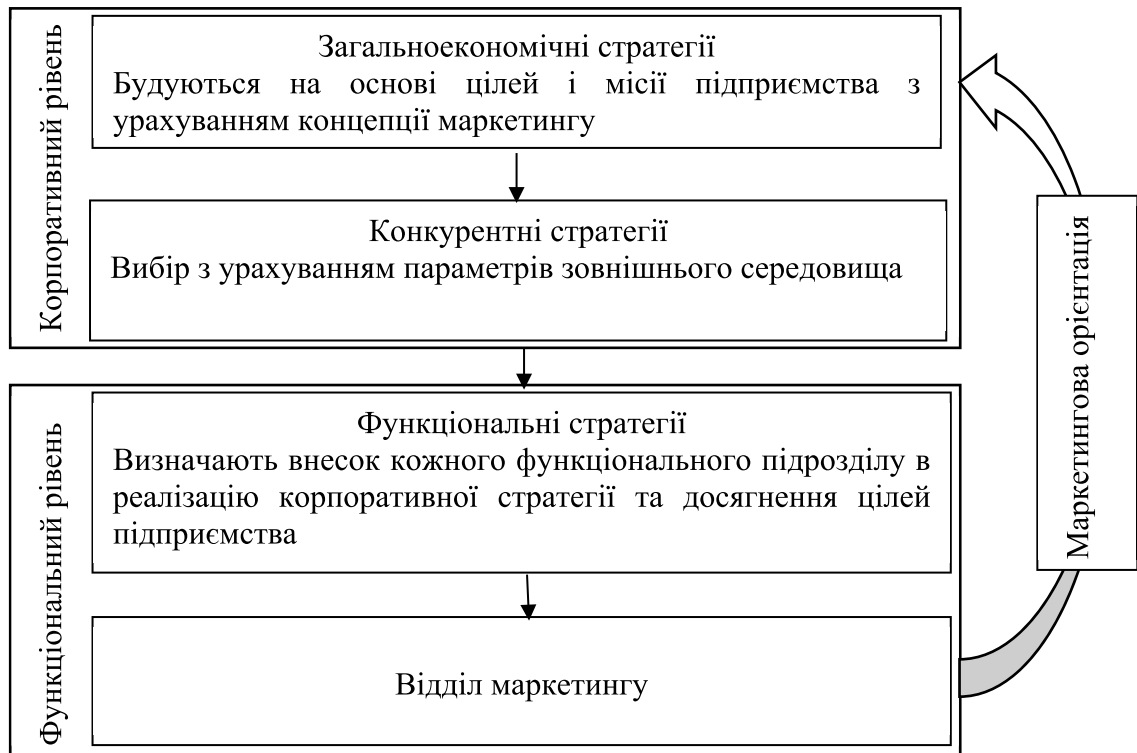 Корпоративний рівень
Загальноекономічні стратегії
Будуються на основі цілей і місії підприємства з
урахуванням концепції маркетингу
Конкурентні стратегії
Вибір з урахуванням параметрів зовнішнього середовища
Функціональний рівень
Функціональні стратегії
Визначають внесок кожного функціонального підрозділу в
реалізацію корпоративної стратегії та досягнення цілей
підприємства
Відділ маркетингу
Маркетингова орієнтація